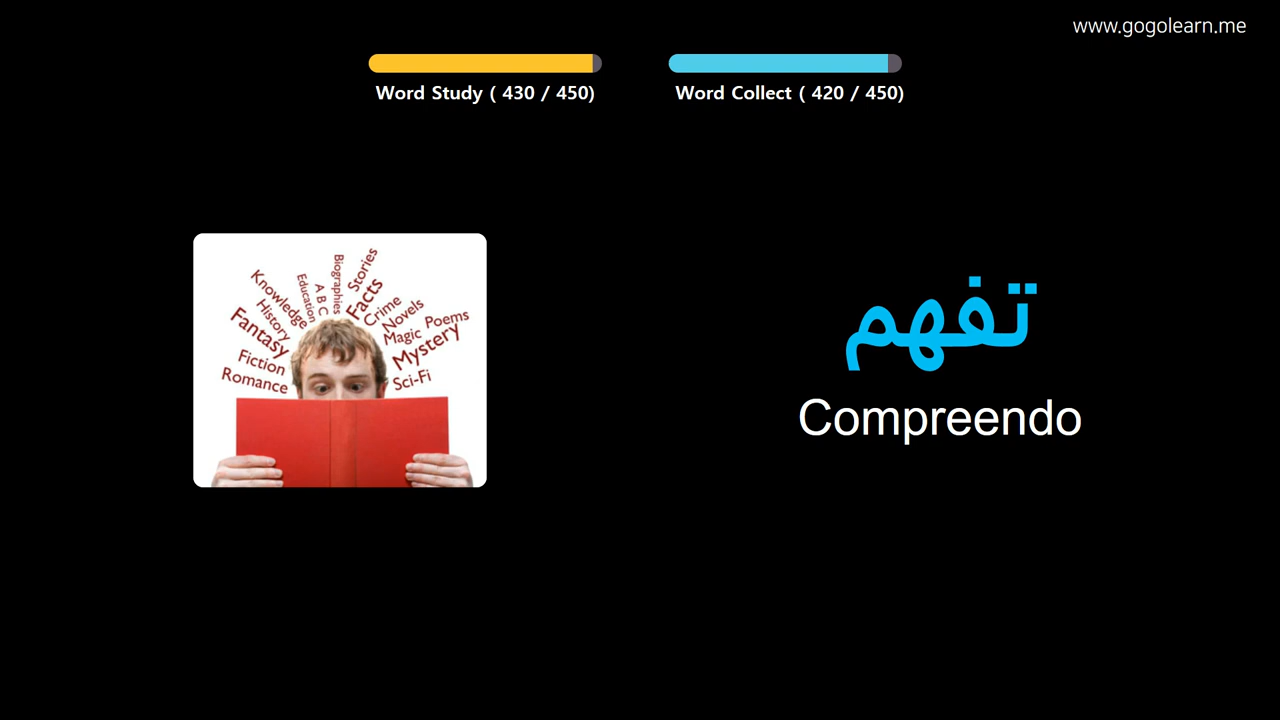 www.gogolearn.me
Word Study ( 430 / 450)
Word Collect ( 420 / 450)
Knowledge
History
Fantasy
Fiction
Romance
Education
A B C
Biographies
Stories
Facts
Crime
Novels
Magic
Poems
Mystery
Sci-Fi
تفهم
Compreendo